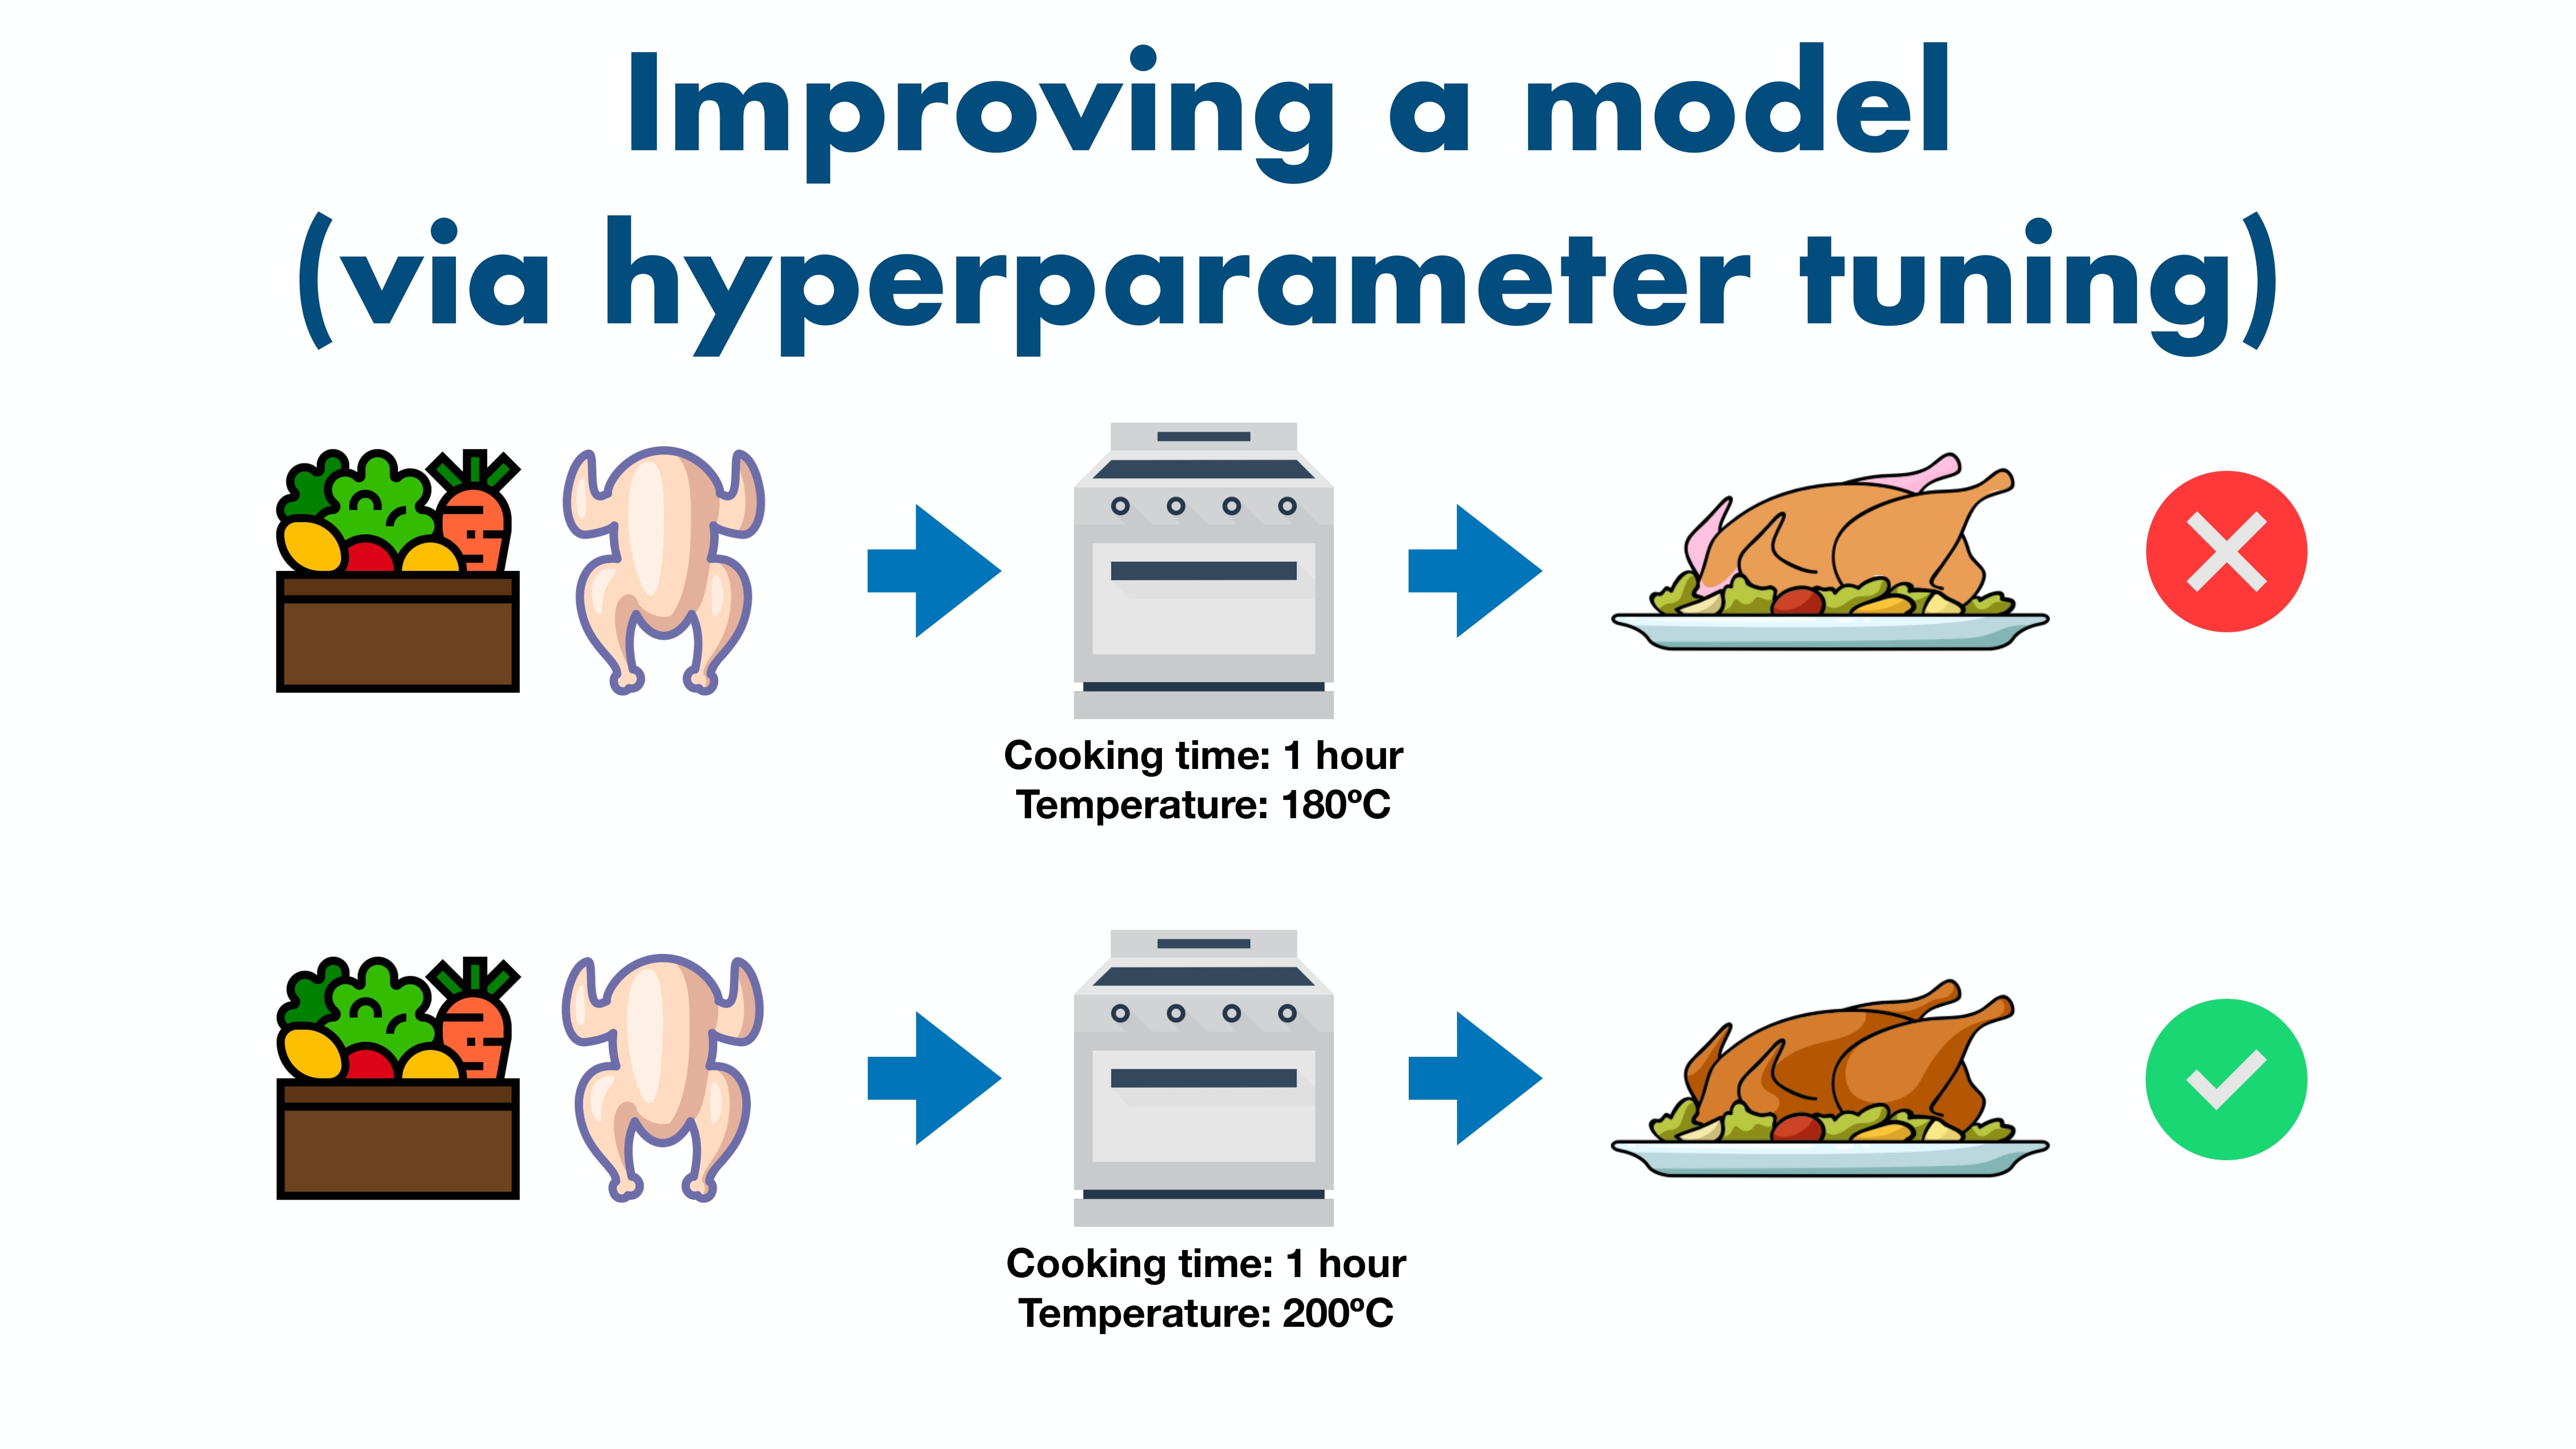 Improving a model
(via hyperparameter tuning)
Cooking time: 1 hour
Temperature: 180ºC
Cooking time: 1 hour
Temperature: 200ºC